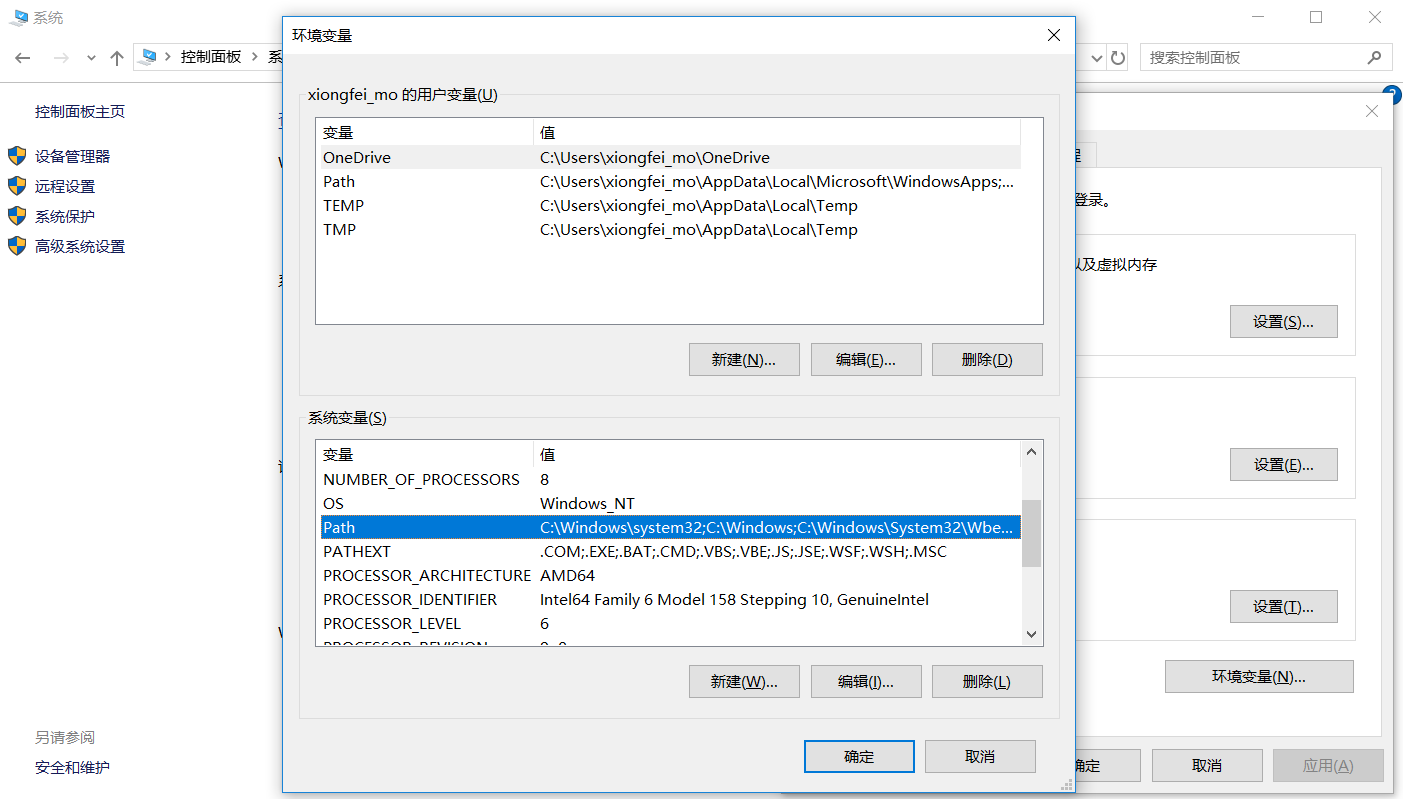 系统
控制面板
搜索控制面板
控制面板主页
设备管理器
远程设置
系统保护
高级系统设置
另请参阅
安全和维护
环境变量
xiongfei_mo 的用户变量(U)
变量 值
OneDrive C:\Users\xiongfei_mo\OneDrive
Path C:\Users\xiongfei_mo\AppData\Local\Microsoft\WindowsApps;...
TEMP C:\Users\xiongfei_mo\AppData\Local\Temp
TMP C:\Users\xiongfei_mo\AppData\Local\Temp
新建(N)... 编辑(E)... 删除(D)
系统变量(S)
变量 值
NUMBER_OF_PROCESSORS 8
OS Windows_NT
Path C:\Windows\system32;C:\Windows;C:\Windows\System32\Wbe...
PATHEXT .COM;.EXE;.BAT;.CMD;.VBS;.VBE;.JS;.JSE;.WSF;.WSH;.MSC
PROCESSOR_ARCHITECTURE AMD64
PROCESSOR_IDENTIFIER Intel64 Family 6 Model 158 Stepping 10, GenuineIntel
PROCESSOR_LEVEL 6
新建(W)... 编辑(I)... 删除(L)
确定 取消
登录。
以及虚拟内存
设置(S)...
设置(E)...
设置(T)...
环境变量(N)...
确定 取消 应用(A)